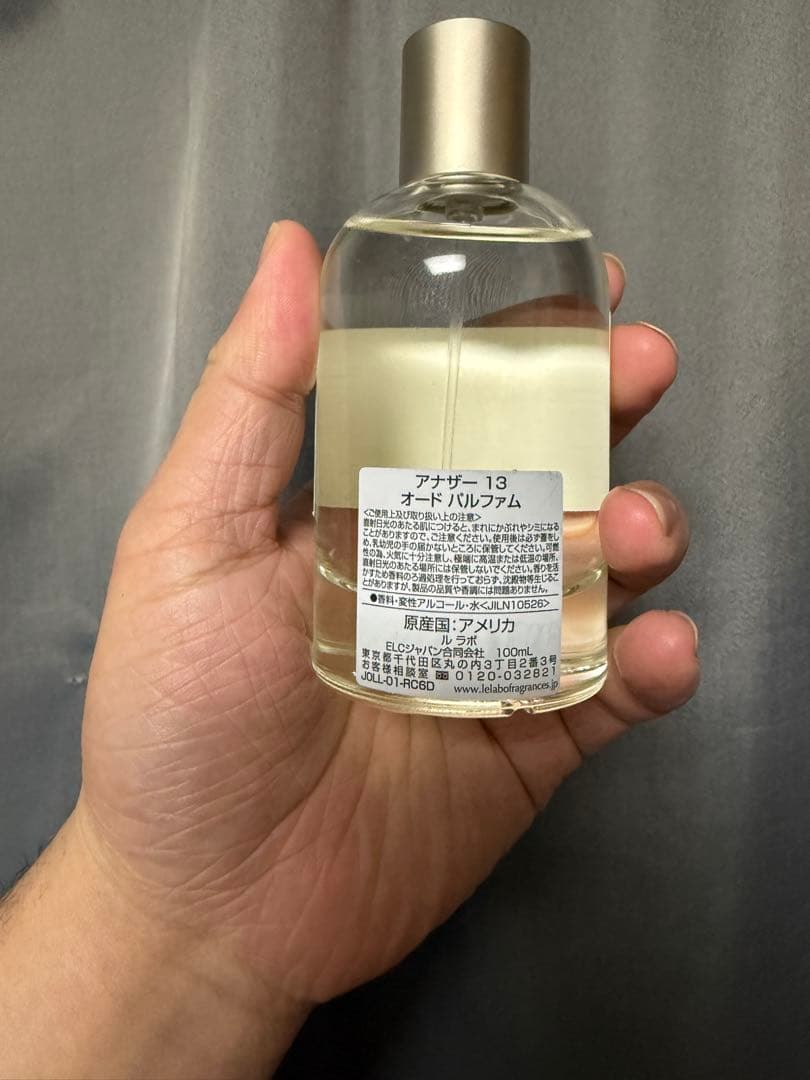 アナザー 13
オード パルファム
<ご使用上及び取り扱い上の注意>
直射日光のあたる肌につけると、まれにかぶれやシミになる
ことがありますので、ご注意ください。使用後は必ず蓋をし
め、乳幼児の手の届かないところに保管してください。可燃
性の為、火気に十分注意し、極端に高温または低温の場所、
直射日光のあたる場所には保管しないでください。香りを活
かすため香料のろ過処理を行っておらず、沈殿物等生じるこ
とがありますが、製品の品質や香調には問題ありません。
●香料・変性アルコール・水<JILN10526>
原産国:アメリカ
ル ラボ
ELCジャパン合同会社 100mL
東京都千代田区丸の内3丁目2番3号
お客様相談室 0120-032821
J0LL-01-RC6D www.lelabofragrances.jp